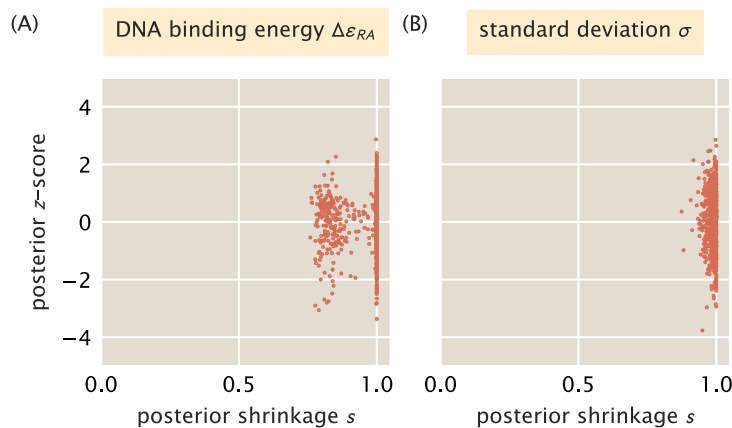 (A)
DNA binding energy Δε_RA
(B)
standard deviation σ
posterior z−score
4
2
0
−2
−4
0.0
0.5
1.0
0.0
0.5
1.0
posterior shrinkage s
posterior shrinkage s